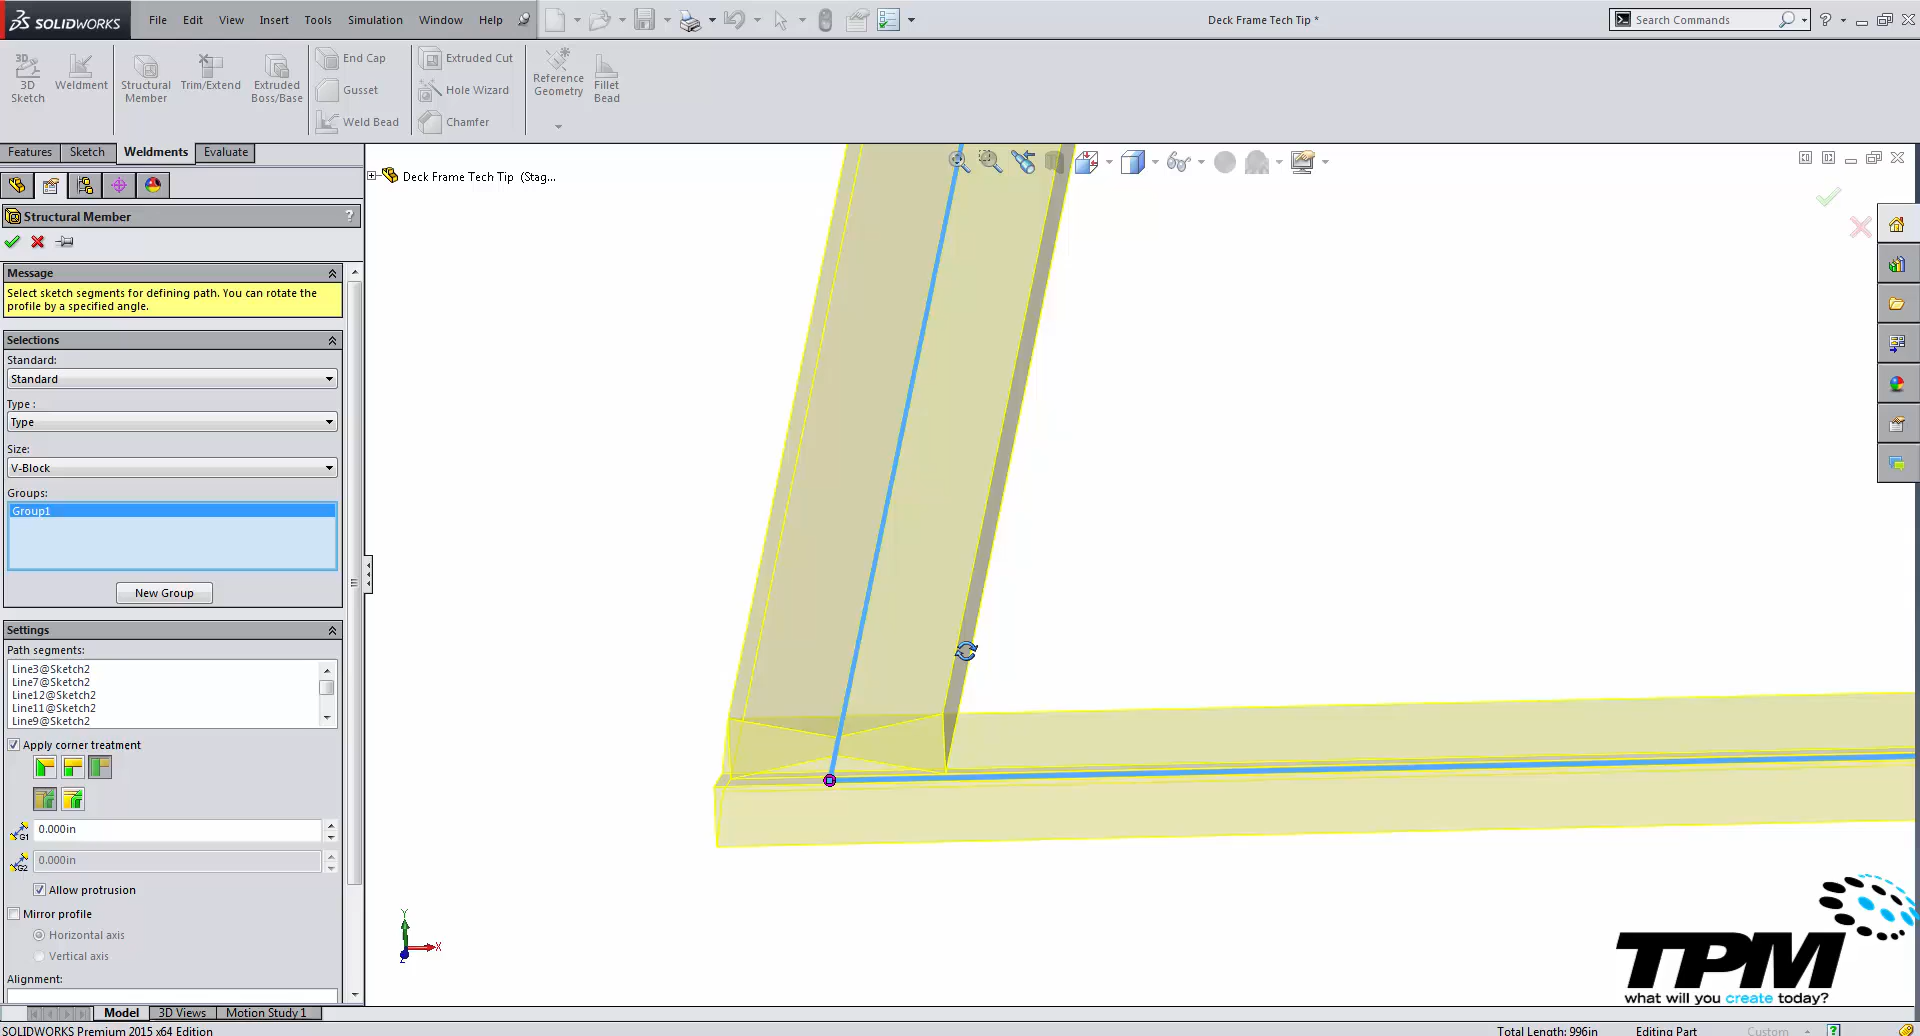 SOLIDWORKS
File Edit View Insert Tools Simulation Window Help
Deck Frame Tech Tip *
Search Commands
3D Sketch
Weldment
Structural Member
Trim/Extend
Extruded Boss/Base
End Cap
Gusset
Weld Bead
Extruded Cut
Hole Wizard
Chamfer
Reference Geometry
Fillet Bead
Features Sketch Weldments Evaluate
Deck Frame Tech Tip (Stag...
Structural Member ?
Message
Select sketch segments for defining path. You can rotate the
profile by a specified angle.
Selections
Standard:
Standard
Type :
Type
Size:
V-Block
Groups:
Group1
New Group
Settings
Path segments:
Line3@Sketch2
Line7@Sketch2
Line12@Sketch2
Line11@Sketch2
Line9@Sketch2
Apply corner treatment
G1 0.000in
G2 0.000in
Allow protrusion
Mirror profile
Horizontal axis
Vertical axis
Alignment:
Y
X
Z
TPM
what will you create today?
Model 3D Views Motion Study 1
SOLIDWORKS Premium 2015 x64 Edition
Total Length: 996in Editing Part Custom ?